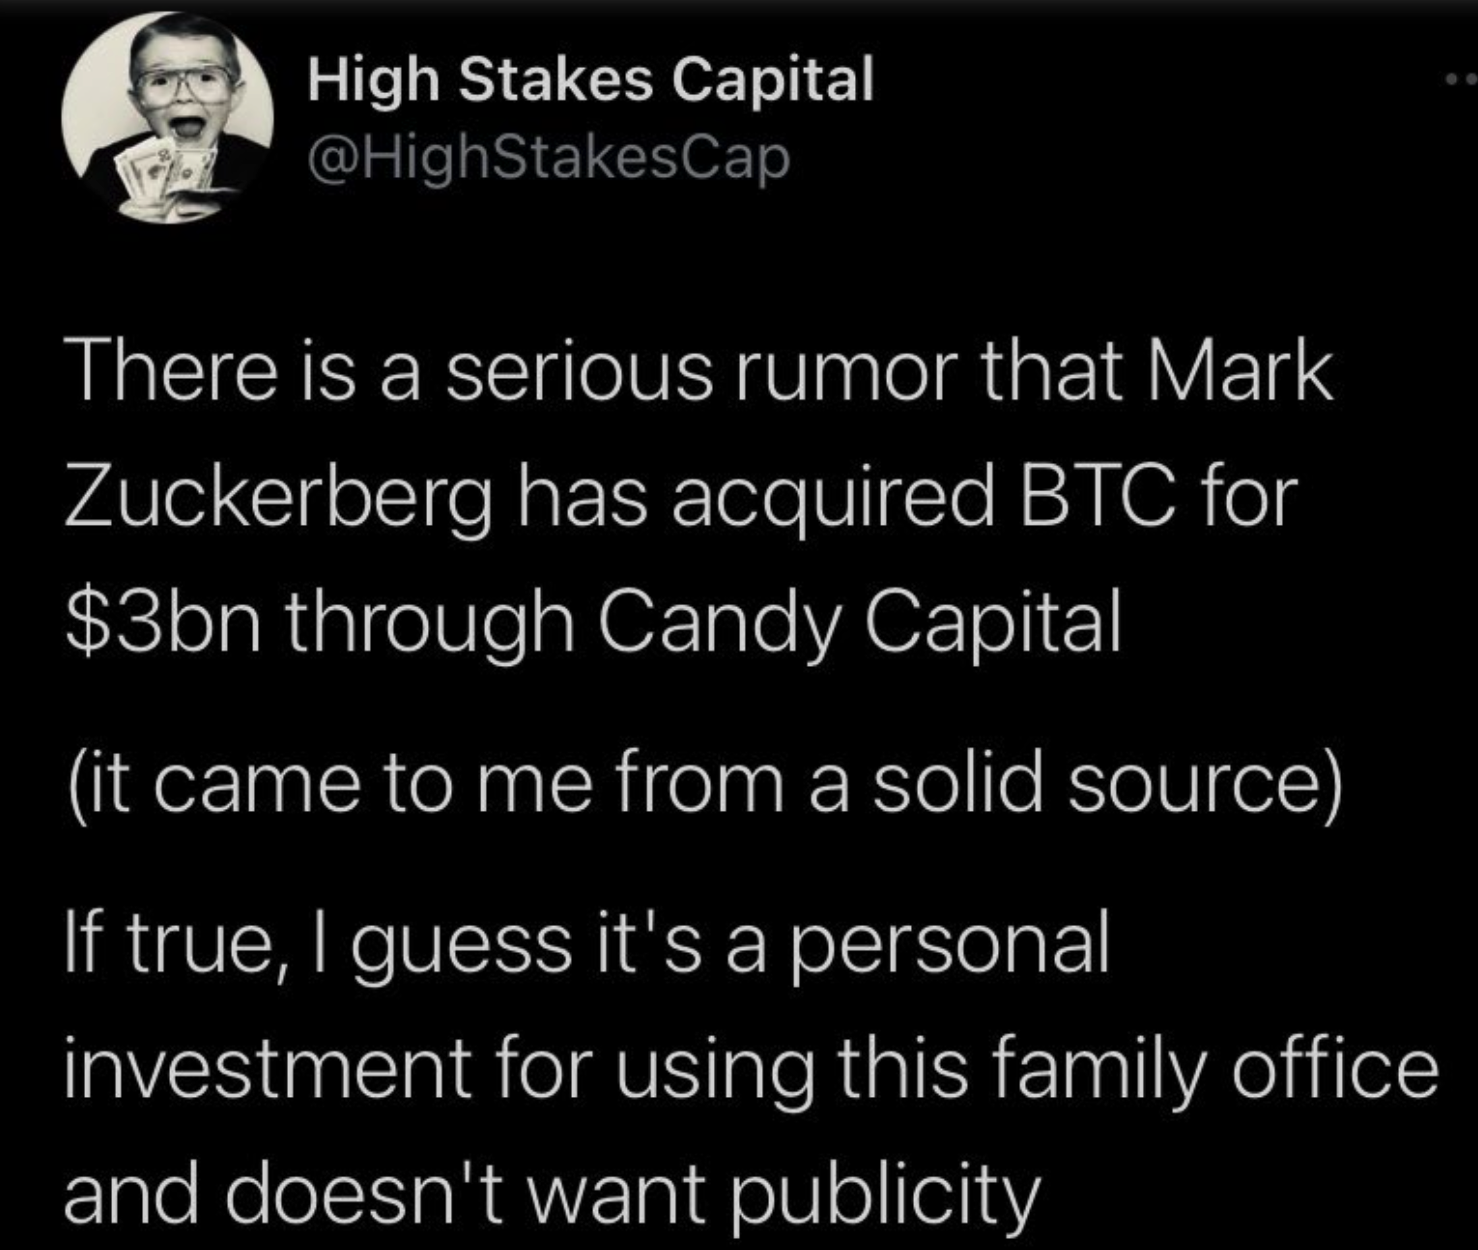 High Stakes Capital
@HighStakesCap
There is a serious rumor that Mark
Zuckerberg has acquired BTC for
$3bn through Candy Capital
(it came to me from a solid source)
If true, I guess it's a personal
investment for using this family office
and doesn't want publicity